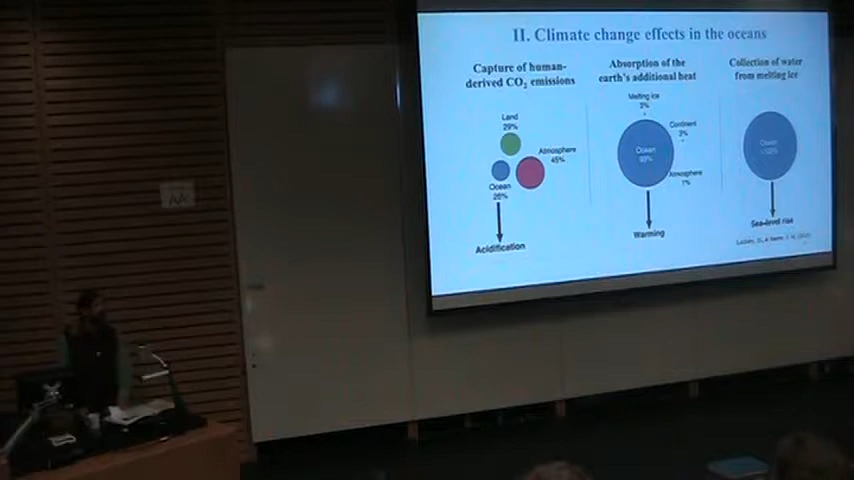 II. Climate change effects in the oceans
Capture of human-
derived CO₂ emissions
Land
29%
Atmosphere
45%
Ocean
26%
Acidification
Absorption of the
earth's additional heat
Melting ice
Continent
Ocean
93%
Atmosphere
1%
Warming
Collection of water
from melting ice
Ocean
Sea-level rise